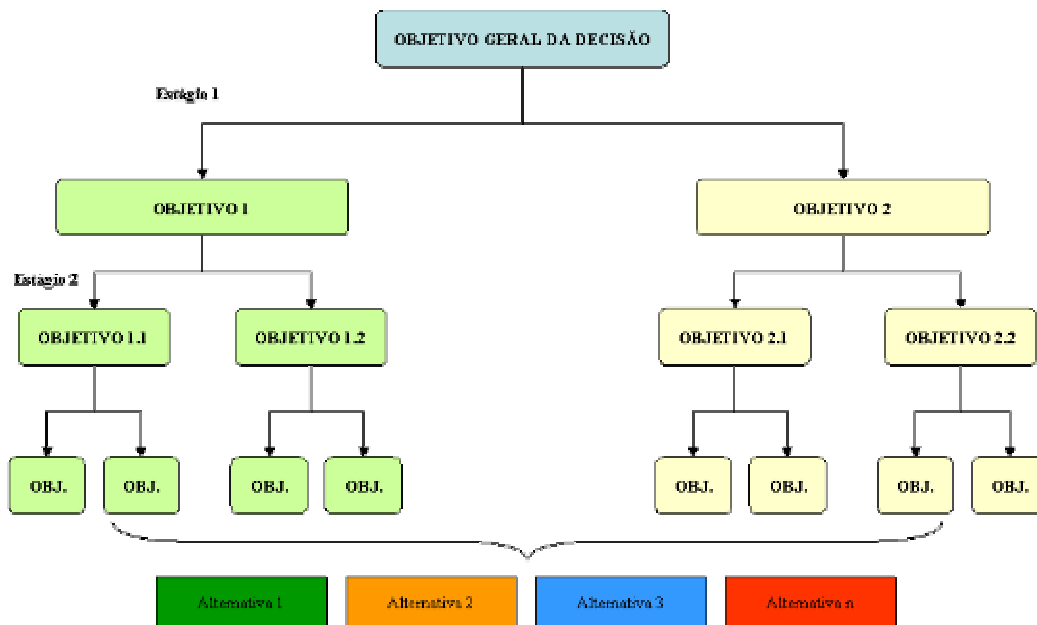 OBJETIVO GERAL DA DECISÃO
Estágio 1
OBJETIVO 1
OBJETIVO 2
Estágio 2
OBJETIVO 1.1
OBJETIVO 1.2
OBJETIVO 2.1
OBJETIVO 2.2
OBJ.
OBJ.
OBJ.
OBJ.
OBJ.
OBJ.
OBJ.
OBJ.
Alternativa 1
Alternativa 2
Alternativa 3
Alternativa n